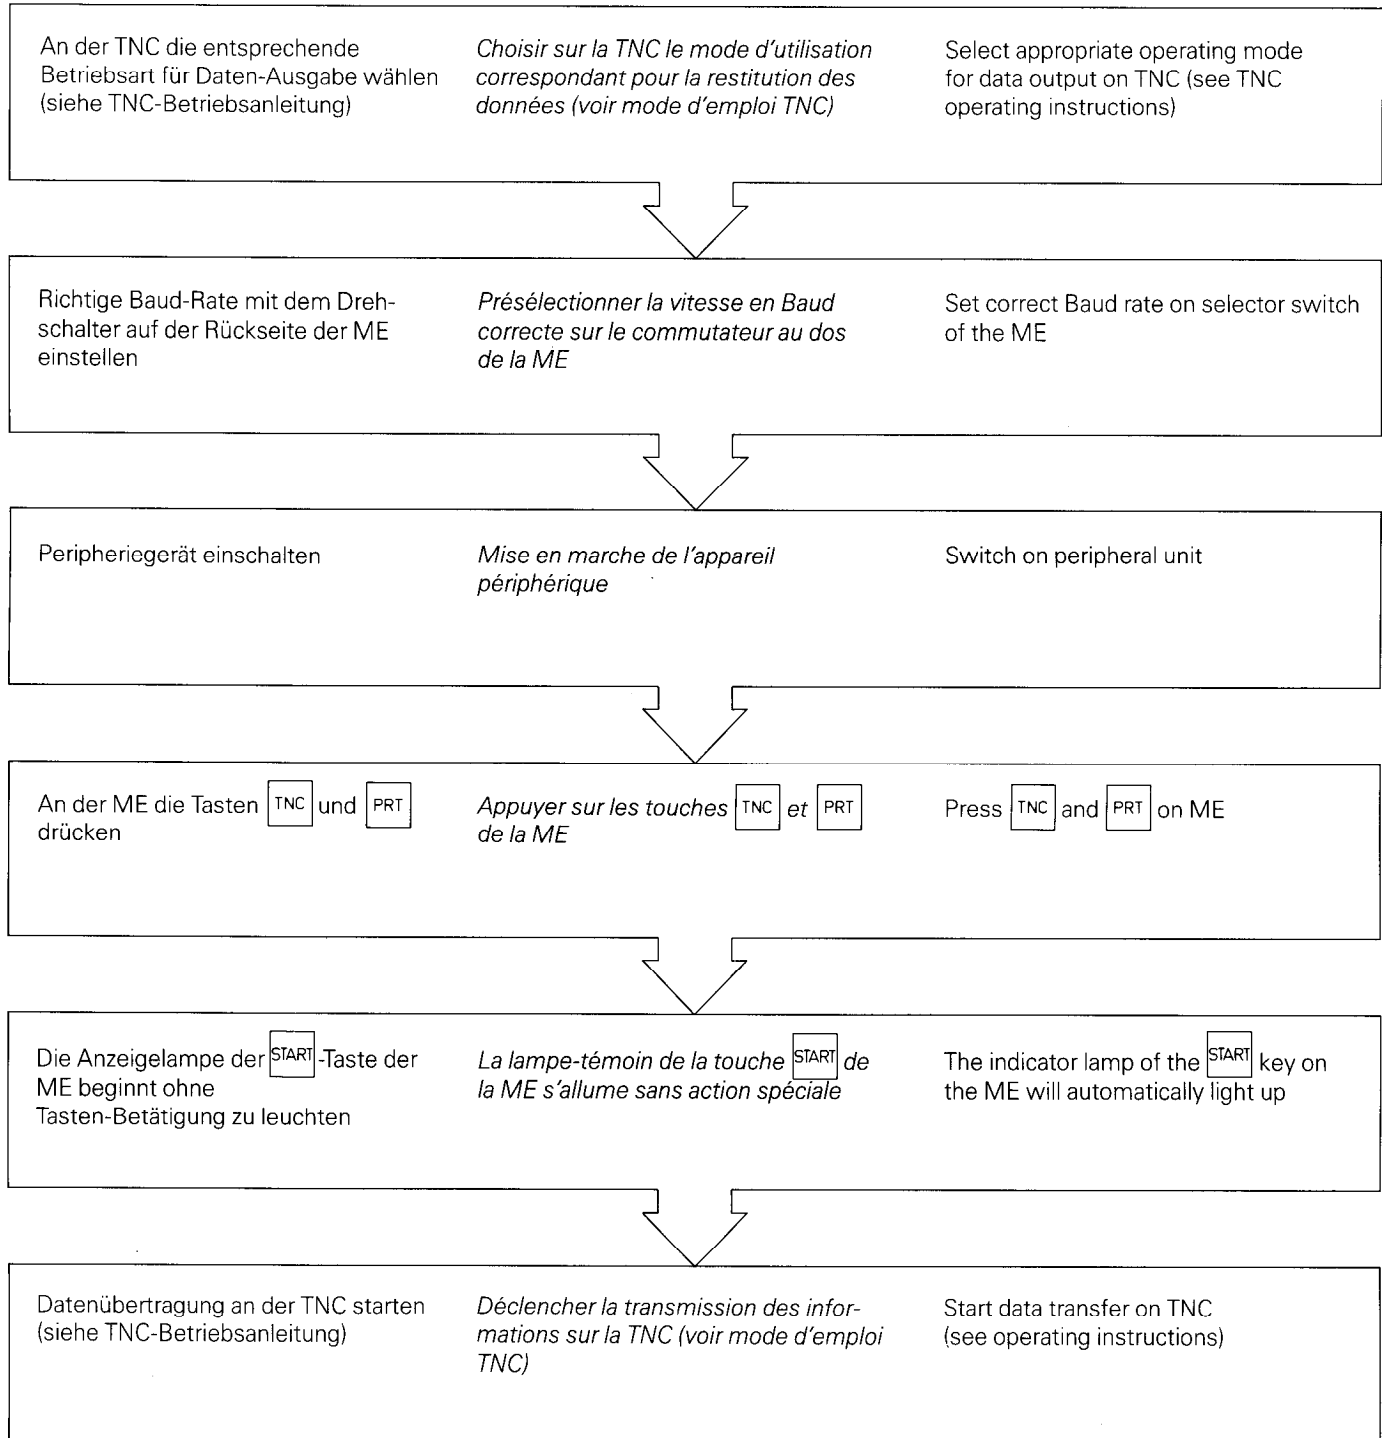 An der TNC die entsprechende
Betriebsart für Daten-Ausgabe wählen
(siehe TNC-Betriebsanleitung)
Choisir sur la TNC le mode d'utilisation
correspondant pour la restitution des
données (voir mode d'emploi TNC)
Select appropriate operating mode
for data output on TNC (see TNC
operating instructions)
Richtige Baud-Rate mit dem Dreh-
schalter auf der Rückseite der ME
einstellen
Présélectionner la vitesse en Baud
correcte sur le commutateur au dos
de la ME
Set correct Baud rate on selector switch
of the ME
Peripheriegerät einschalten
Mise en marche de l'appareil
périphérique
Switch on peripheral unit
An der ME die Tasten TNC und PRT
drücken
Appuyer sur les touches TNC et PRT
de la ME
Press TNC and PRT on ME
Die Anzeigelampe der START-Taste der
ME beginnt ohne
Tasten-Betätigung zu leuchten
La lampe-témoin de la touche START de
la ME s'allume sans action spéciale
The indicator lamp of the START key on
the ME will automatically light up
Datenübertragung an der TNC starten
(siehe TNC-Betriebsanleitung)
Déclencher la transmission des infor-
mations sur la TNC (voir mode d'emploi
TNC)
Start data transfer on TNC
(see operating instructions)